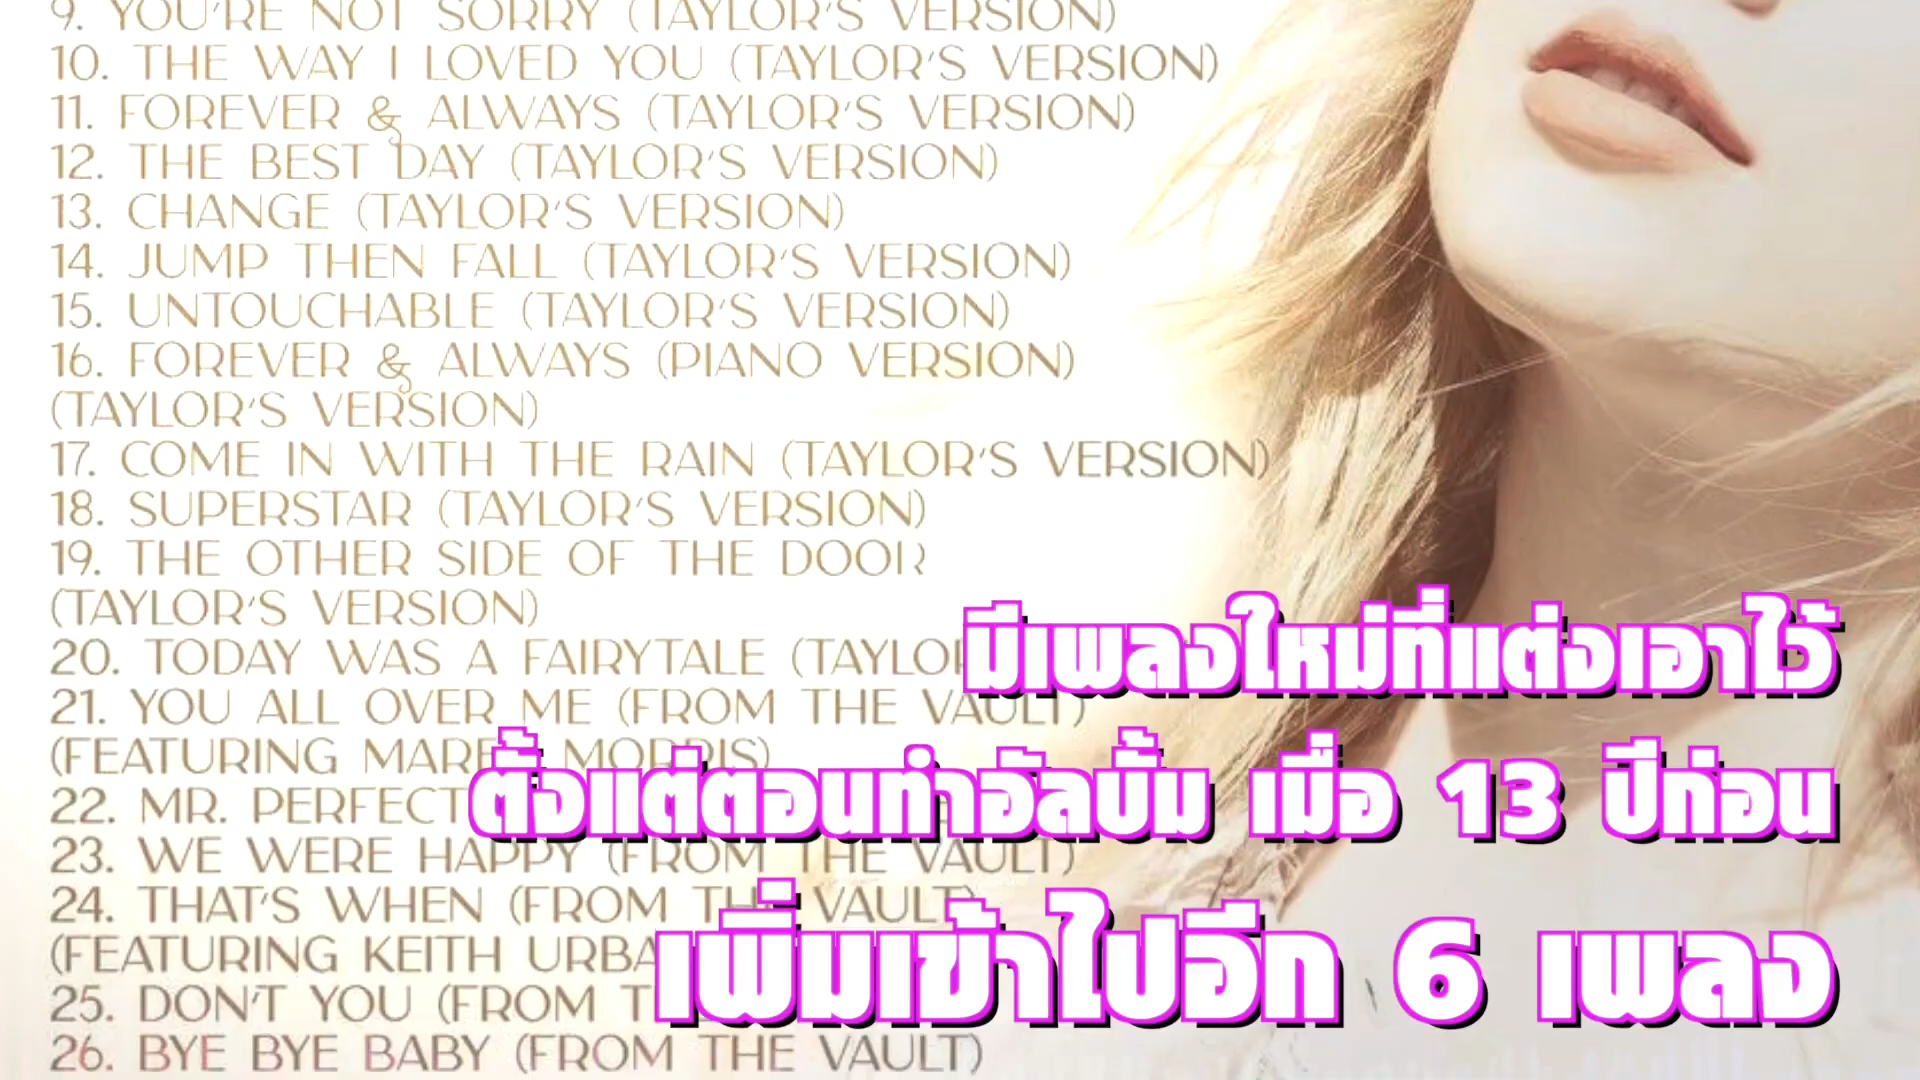 9. YOU'RE NOT SORRY (TAYLOR'S VERSION)
10. THE WAY I LOVED YOU (TAYLOR'S VERSION)
11. FOREVER & ALWAYS (TAYLOR'S VERSION)
12. THE BEST DAY (TAYLOR'S VERSION)
13. CHANGE (TAYLOR'S VERSION)
14. JUMP THEN FALL (TAYLOR'S VERSION)
15. UNTOUCHABLE (TAYLOR'S VERSION)
16. FOREVER & ALWAYS (PIANO VERSION)
(TAYLOR'S VERSION)
17. COME IN WITH THE RAIN (TAYLOR'S VERSION)
18. SUPERSTAR (TAYLOR'S VERSION)
19. THE OTHER SIDE OF THE DOOR
(TAYLOR'S VERSION)
20. TODAY WAS A FAIRYTALE
21. YOU ALL OVER ME (FROM THE VAULT)
(FEATURING MAREN MORRIS)
22. MR. PERFECT
23. WE WERE HAPPY (FROM THE VAULT)
24. THAT'S WHEN (FROM THE VAULT)
(FEATURING KEITH
25. DON'T YOU (FROM
26. BYE BYE BABY (FROM THE VAULT)
มีเพลงใหม่ที่แต่งเอาไว้
ตั้งแต่ตอนทำอัลบั้ม เมื่อ 13 ปีก่อน
เพิ่มเข้าไปอีก 6 เพลง